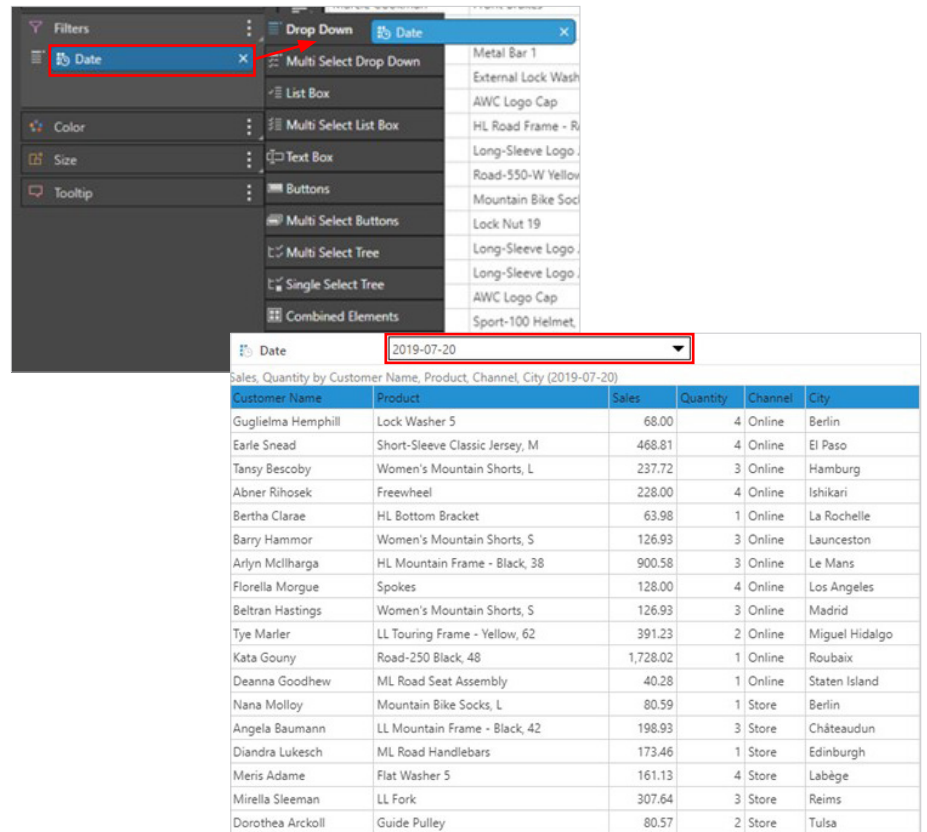 Filters
Date ×
Color
Size
Tooltip
Drop Down
Date ×
Multi Select Drop Down
List Box
Multi Select List Box
Text Box
Buttons
Multi Select Buttons
Multi Select Tree
Single Select Tree
Combined Elements
Metal Bar 1
External Lock Wash
AWC Logo Cap
HL Road Frame - R
Long-Sleeve Logo
Road-550-W Yellow
Mountain Bike Soc
Lock Nut 19
Long-Sleeve Logo
Long-Sleeve Logo
AWC Logo Cap
Sport-100 Helmet,
Date 2019-07-20
Sales, Quantity by Customer Name, Product, Channel, City (2019-07-20)
Customer Name Product Sales Quantity Channel City
Guglielma Hemphill Lock Washer 5 68.00 4 Online Berlin
Earle Snead Short-Sleeve Classic Jersey, M 468.81 4 Online El Paso
Tansy Bescoby Women's Mountain Shorts, L 237.72 3 Online Hamburg
Abner Rihosek Freewheel 228.00 4 Online Ishikari
Bertha Clarae HL Bottom Bracket 63.98 1 Online La Rochelle
Barry Hammor Women's Mountain Shorts, S 126.93 3 Online Launceston
Arlyn McIlharga HL Mountain Frame - Black, 38 900.58 3 Online Le Mans
Florella Morgue Spokes 128.00 4 Online Los Angeles
Beltran Hastings Women's Mountain Shorts, S 126.93 3 Online Madrid
Tye Marler LL Touring Frame - Yellow, 62 391.23 2 Online Miguel Hidalgo
Kata Gouny Road-250 Black, 48 1,728.02 1 Online Roubaix
Deanna Goodhew ML Road Seat Assembly 40.28 1 Online Staten Island
Nana Molloy Mountain Bike Socks, L 80.59 1 Store Berlin
Angela Baumann LL Mountain Frame - Black, 42 198.93 3 Store Châteaudun
Diandra Lukesch ML Road Handlebars 173.46 1 Store Edinburgh
Meris Adame Flat Washer 5 161.13 4 Store Labège
Mirella Sleeman LL Fork 307.64 3 Store Reims
Dorothea Arckoll Guide Pulley 80.57 2 Store Tulsa